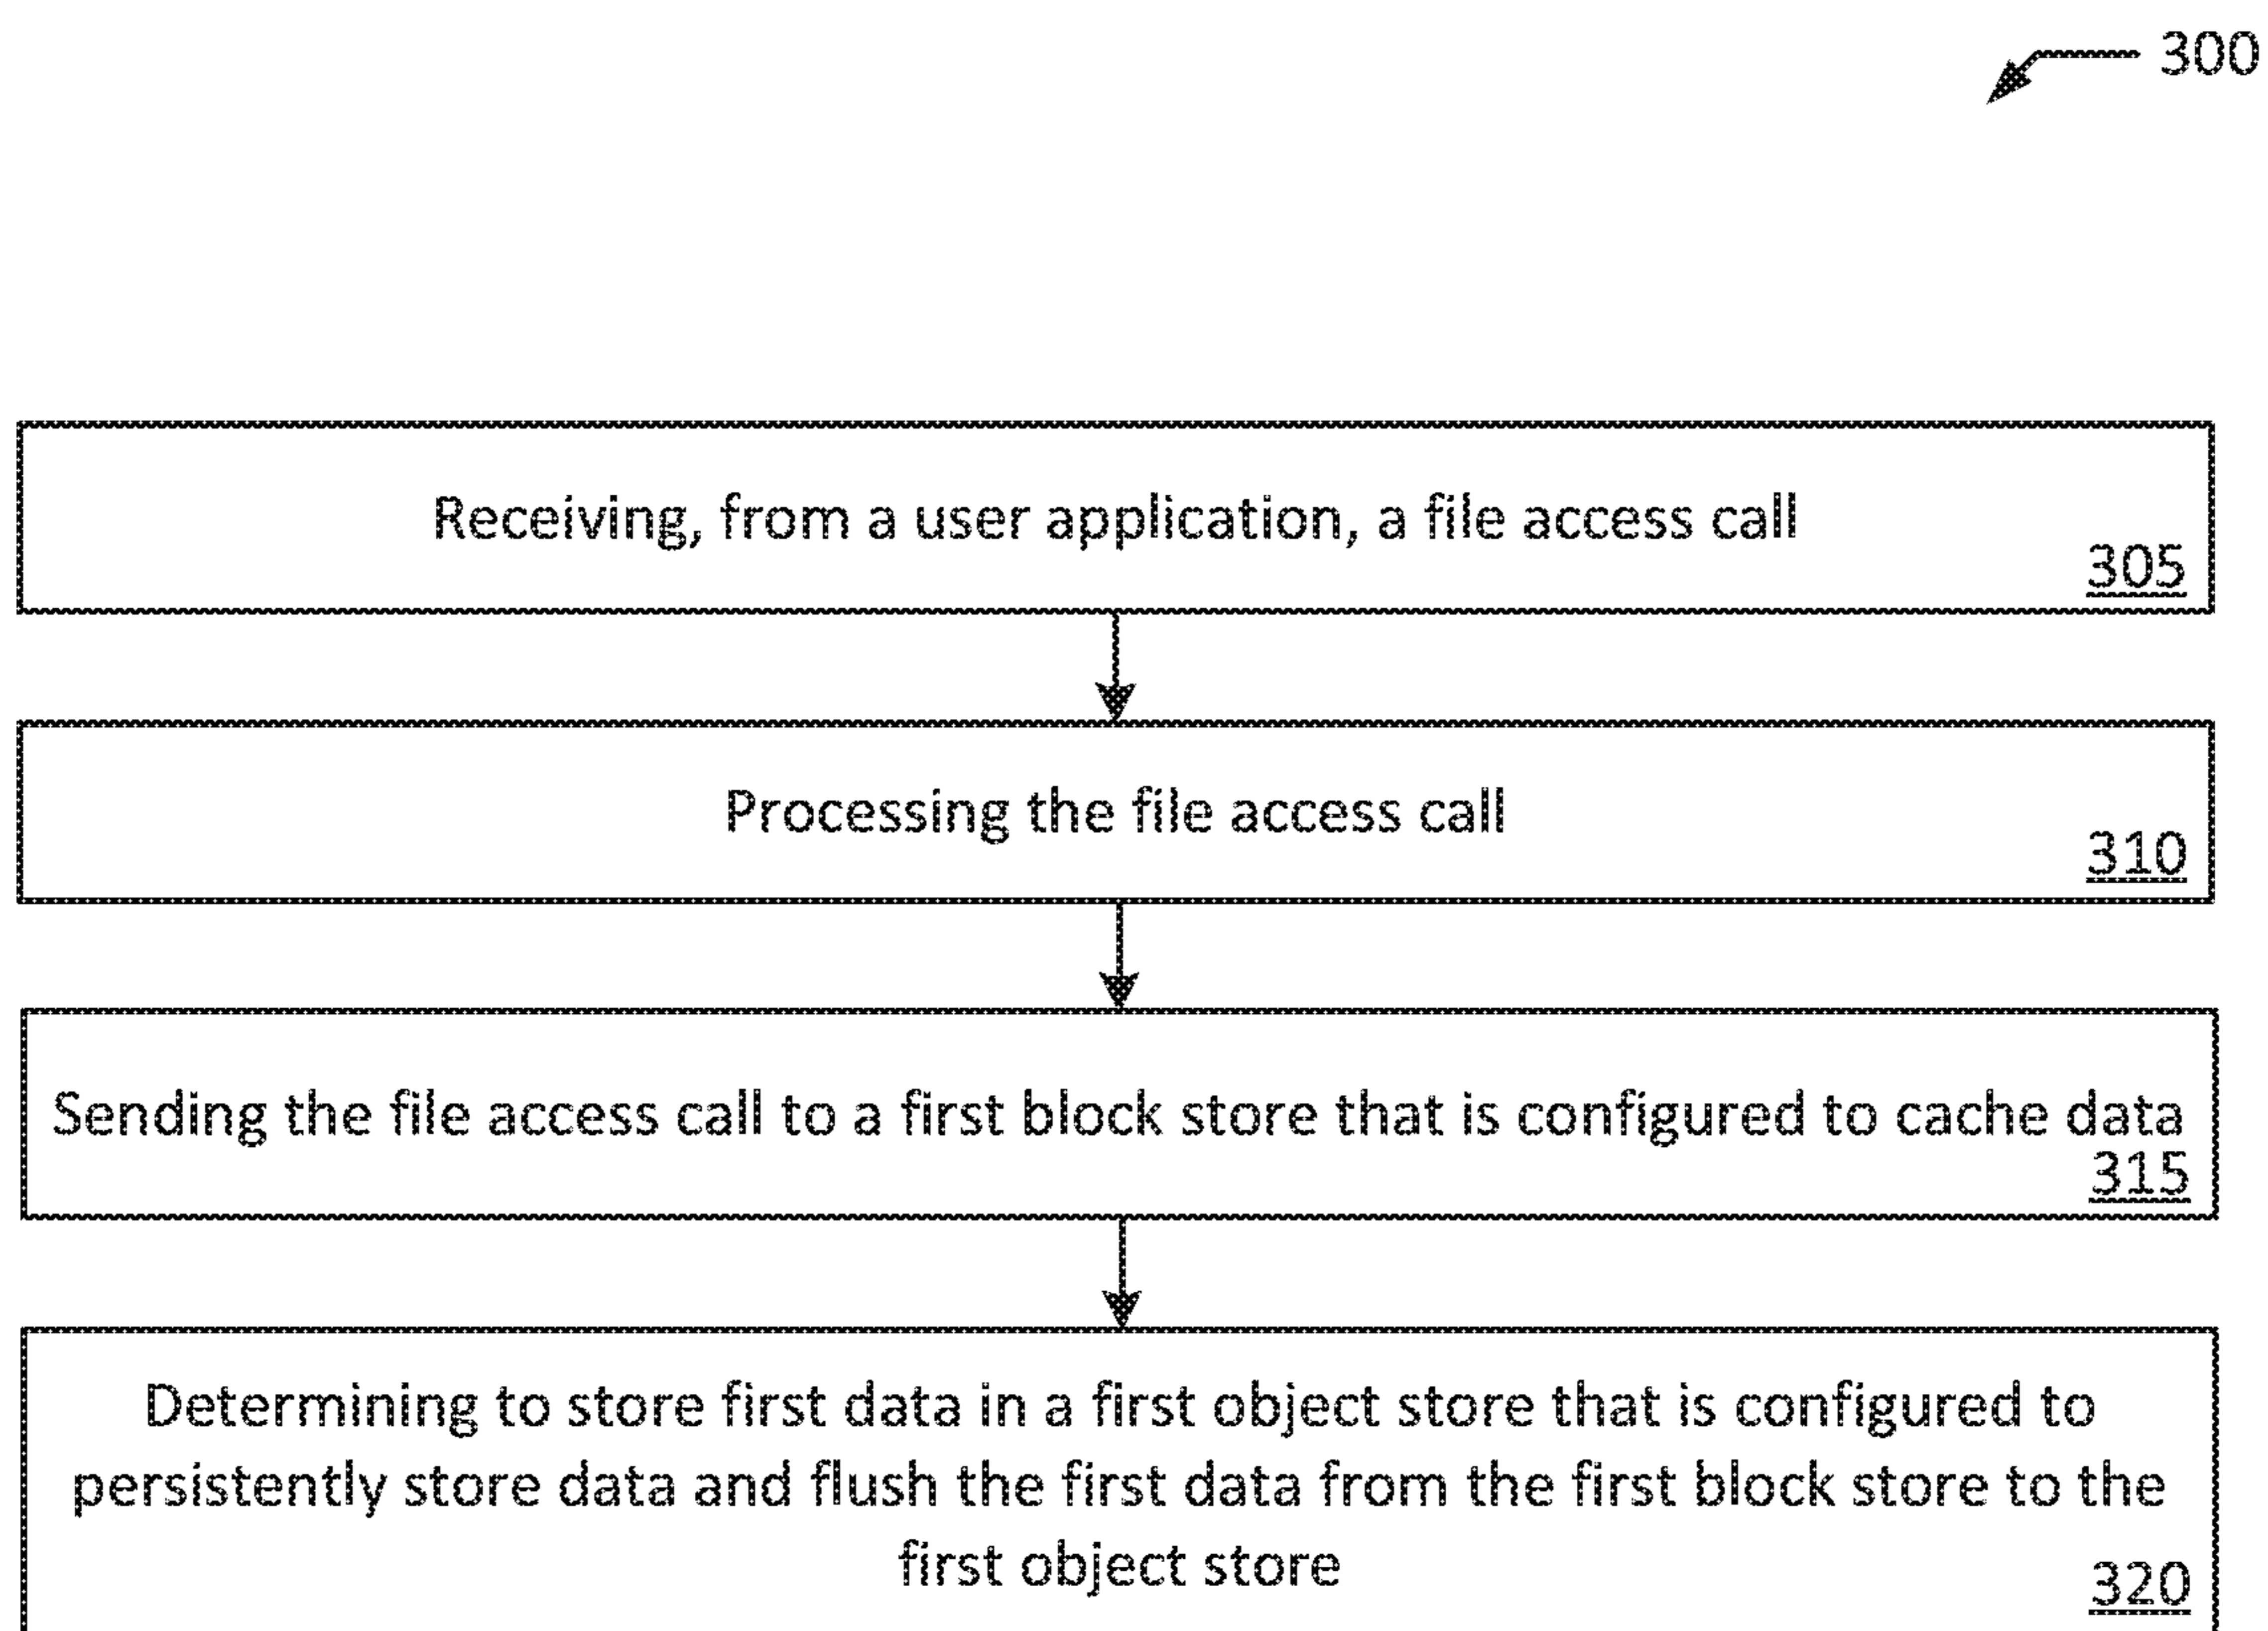 300
Receiving, from a user application, a file access call
305
Processing the file access call
310
Sending the file access call to a first block store that is configured to cache data
315
Determining to store first data in a first object store that is configured to
persistently store data and flush the first data from the first block store to the
first object store
320